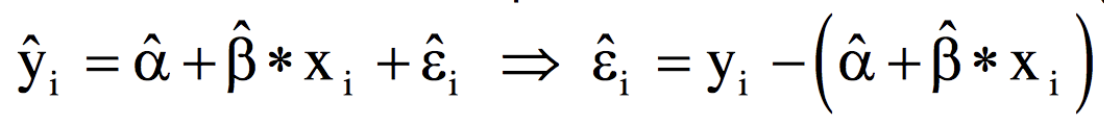 ŷᵢ = α̂ + β̂ * xᵢ + ε̂ᵢ ⇒ ε̂ᵢ = yᵢ − (α̂ + β̂ * xᵢ)